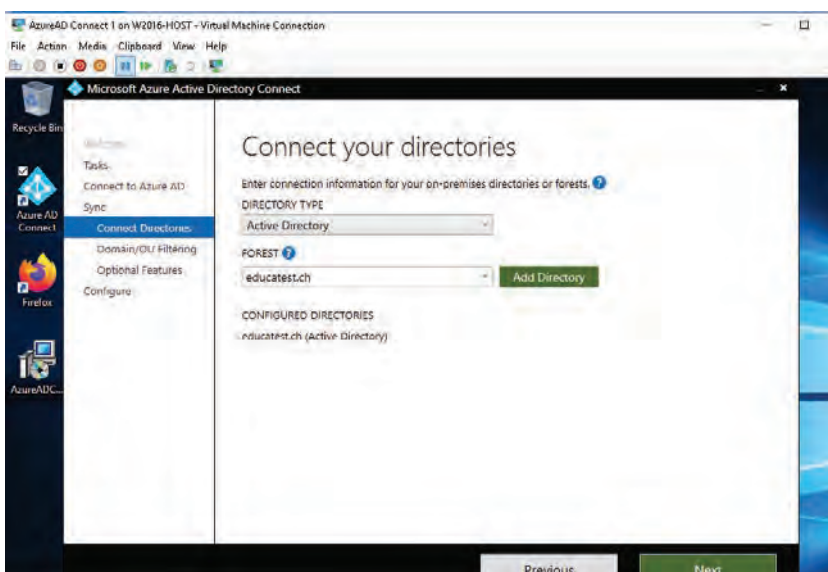 AzureAD Connect 1 on W2016-HOST - Virtual Machine Connection
File Action Media Clipboard View Help
Microsoft Azure Active Directory Connect
Recycle Bin
Azure AD
Connect
Firefox
AzureADC...
Welcome
Tasks
Connect to Azure AD
Sync
Connect Directories
Domain/OU Filtering
Optional Features
Configure
Connect your directories
Enter connection information for your on-premises directories or forests. ?
DIRECTORY TYPE
Active Directory
FOREST ?
educatest.ch
Add Directory
CONFIGURED DIRECTORIES
educatest.ch (Active Directory)
Previous
Next